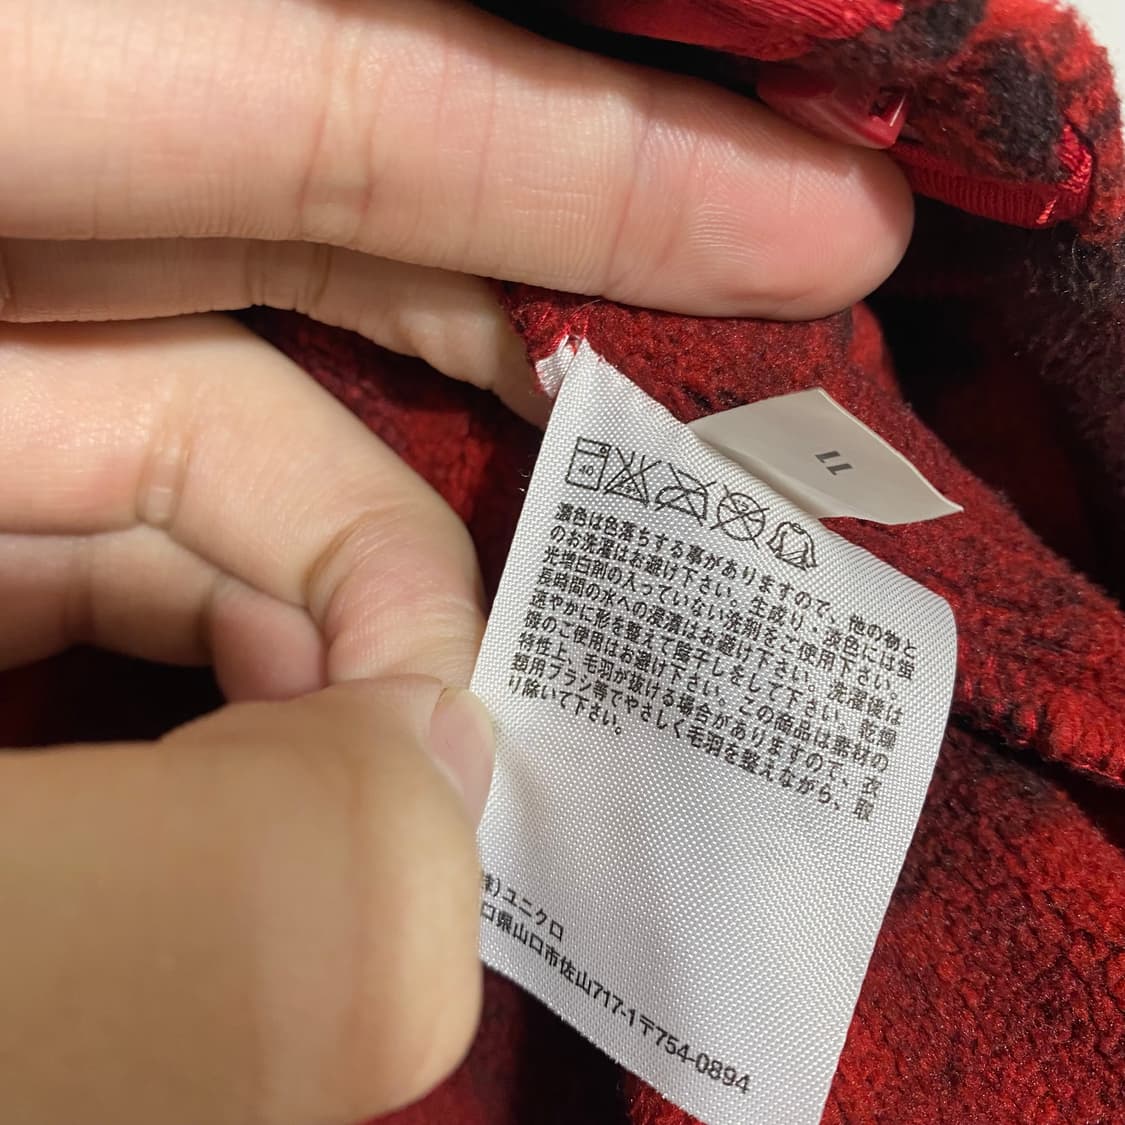 40
濃色は色落ちする事がありますので、他の物と
のお洗濯はお避け下さい。生成り、淡色には蛍
光増白剤の入っていない洗剤をご使用下さい。
長時間の水への浸漬はお避け下さい。洗濯後は
速やかに形を整えて陰干しをして下さい。乾燥
機のご使用はお避け下さい。この商品は素材の
特性上、毛羽が抜ける場合がありますので、衣
類用ブラシ等でやさしく毛羽を整えながら、取
り除いて下さい。
)ユニクロ
口県山口市佐山717-1〒754-0894
11